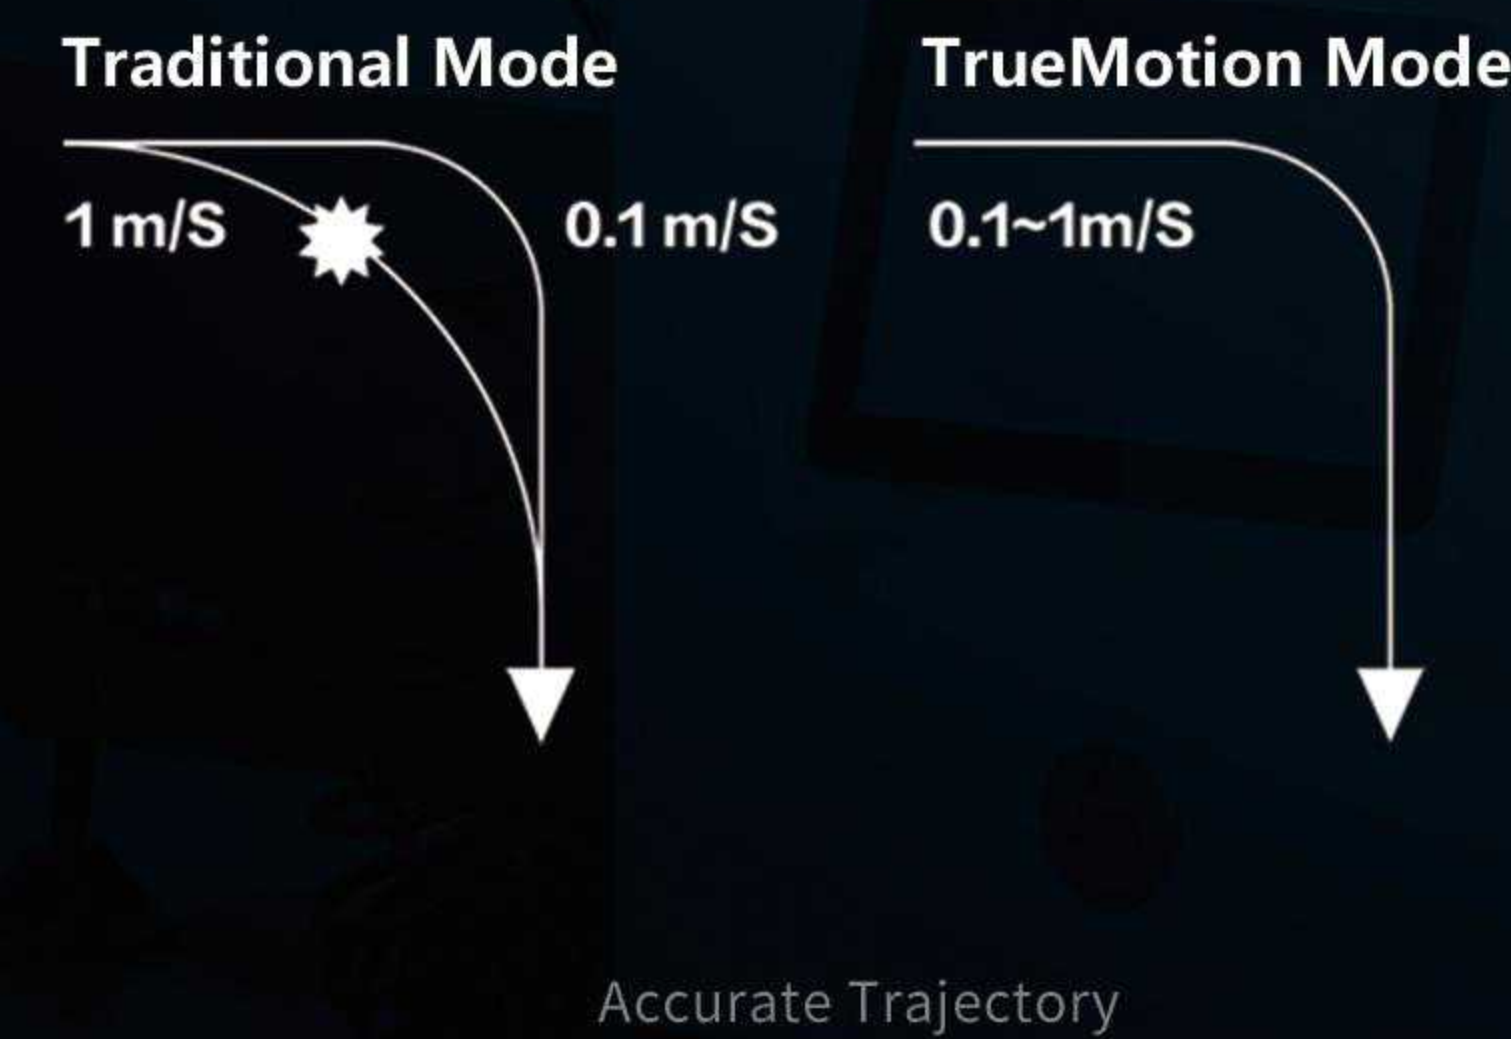 Traditional Mode
TrueMotion Mode
1 m/S
0.1 m/S
0.1~1m/S
Accurate Trajectory